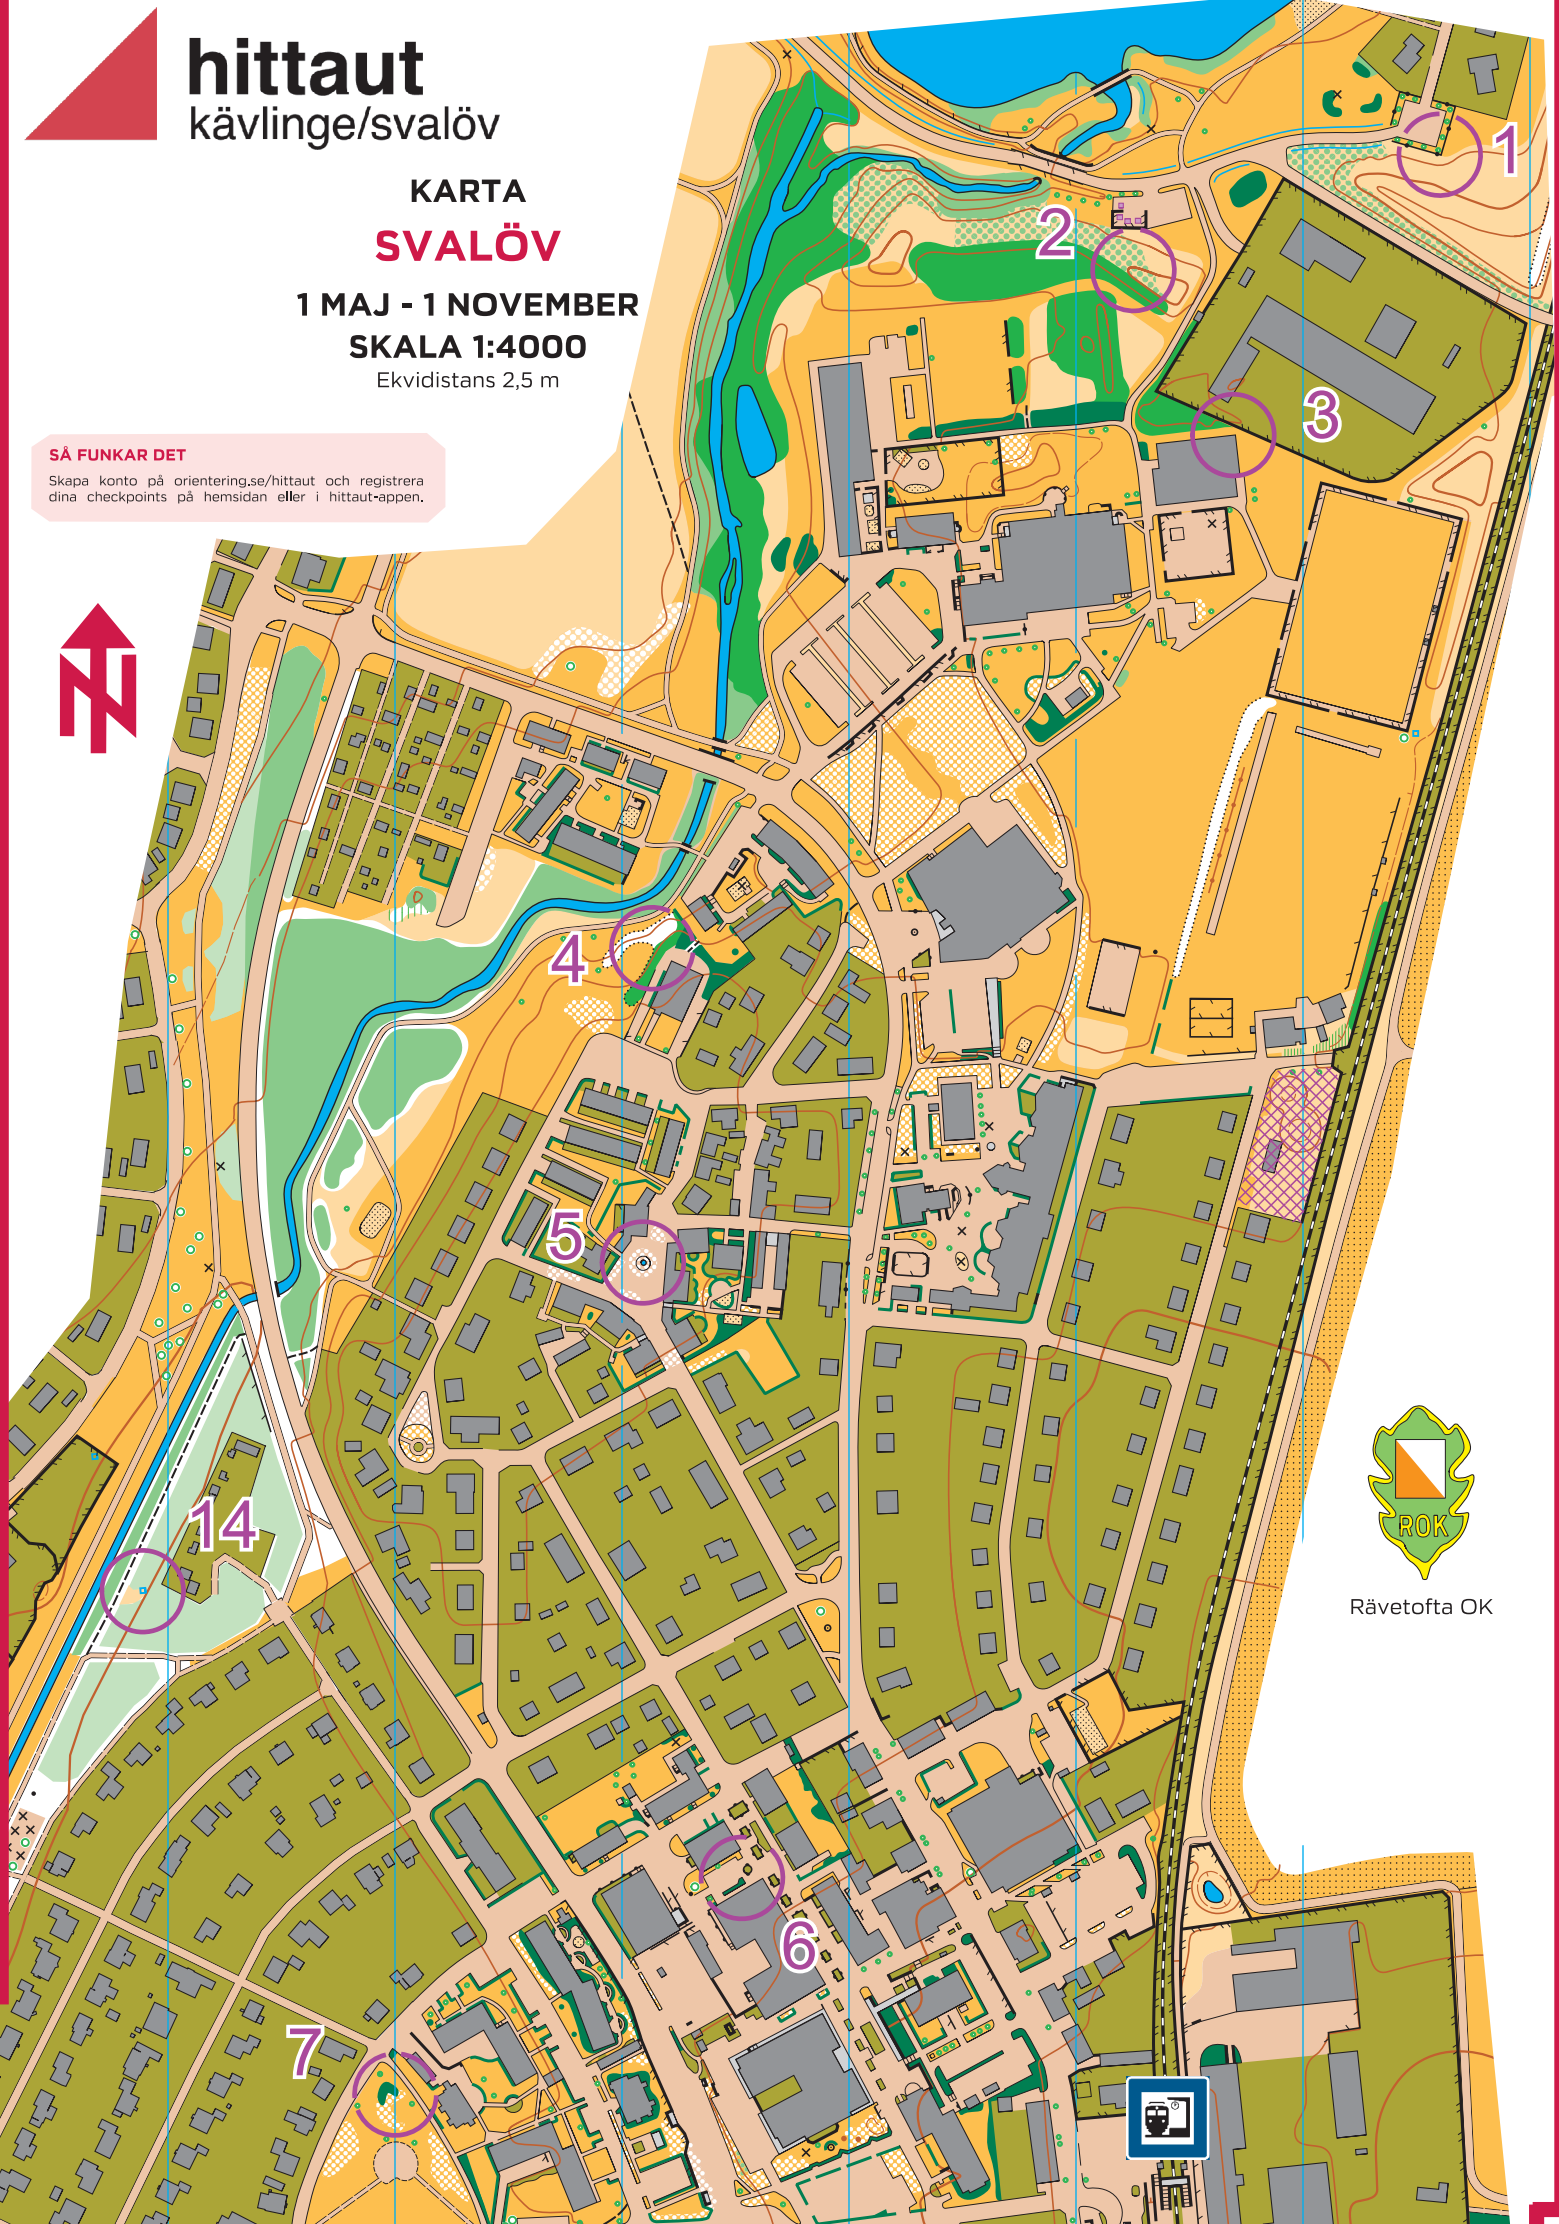 hittaut
kävlinge/svalöv
KARTA
SVALÖV
1 MAJ - 1 NOVEMBER
SKALA 1:4000
Ekvidistans 2,5 m
SÅ FUNKAR DET
Skapa konto på orientering.se/hittaut och registrera
dina checkpoints på hemsidan eller i hittaut-appen.
N
1
2
3
4
5
14
ROK
Rävetofta OK
6
7